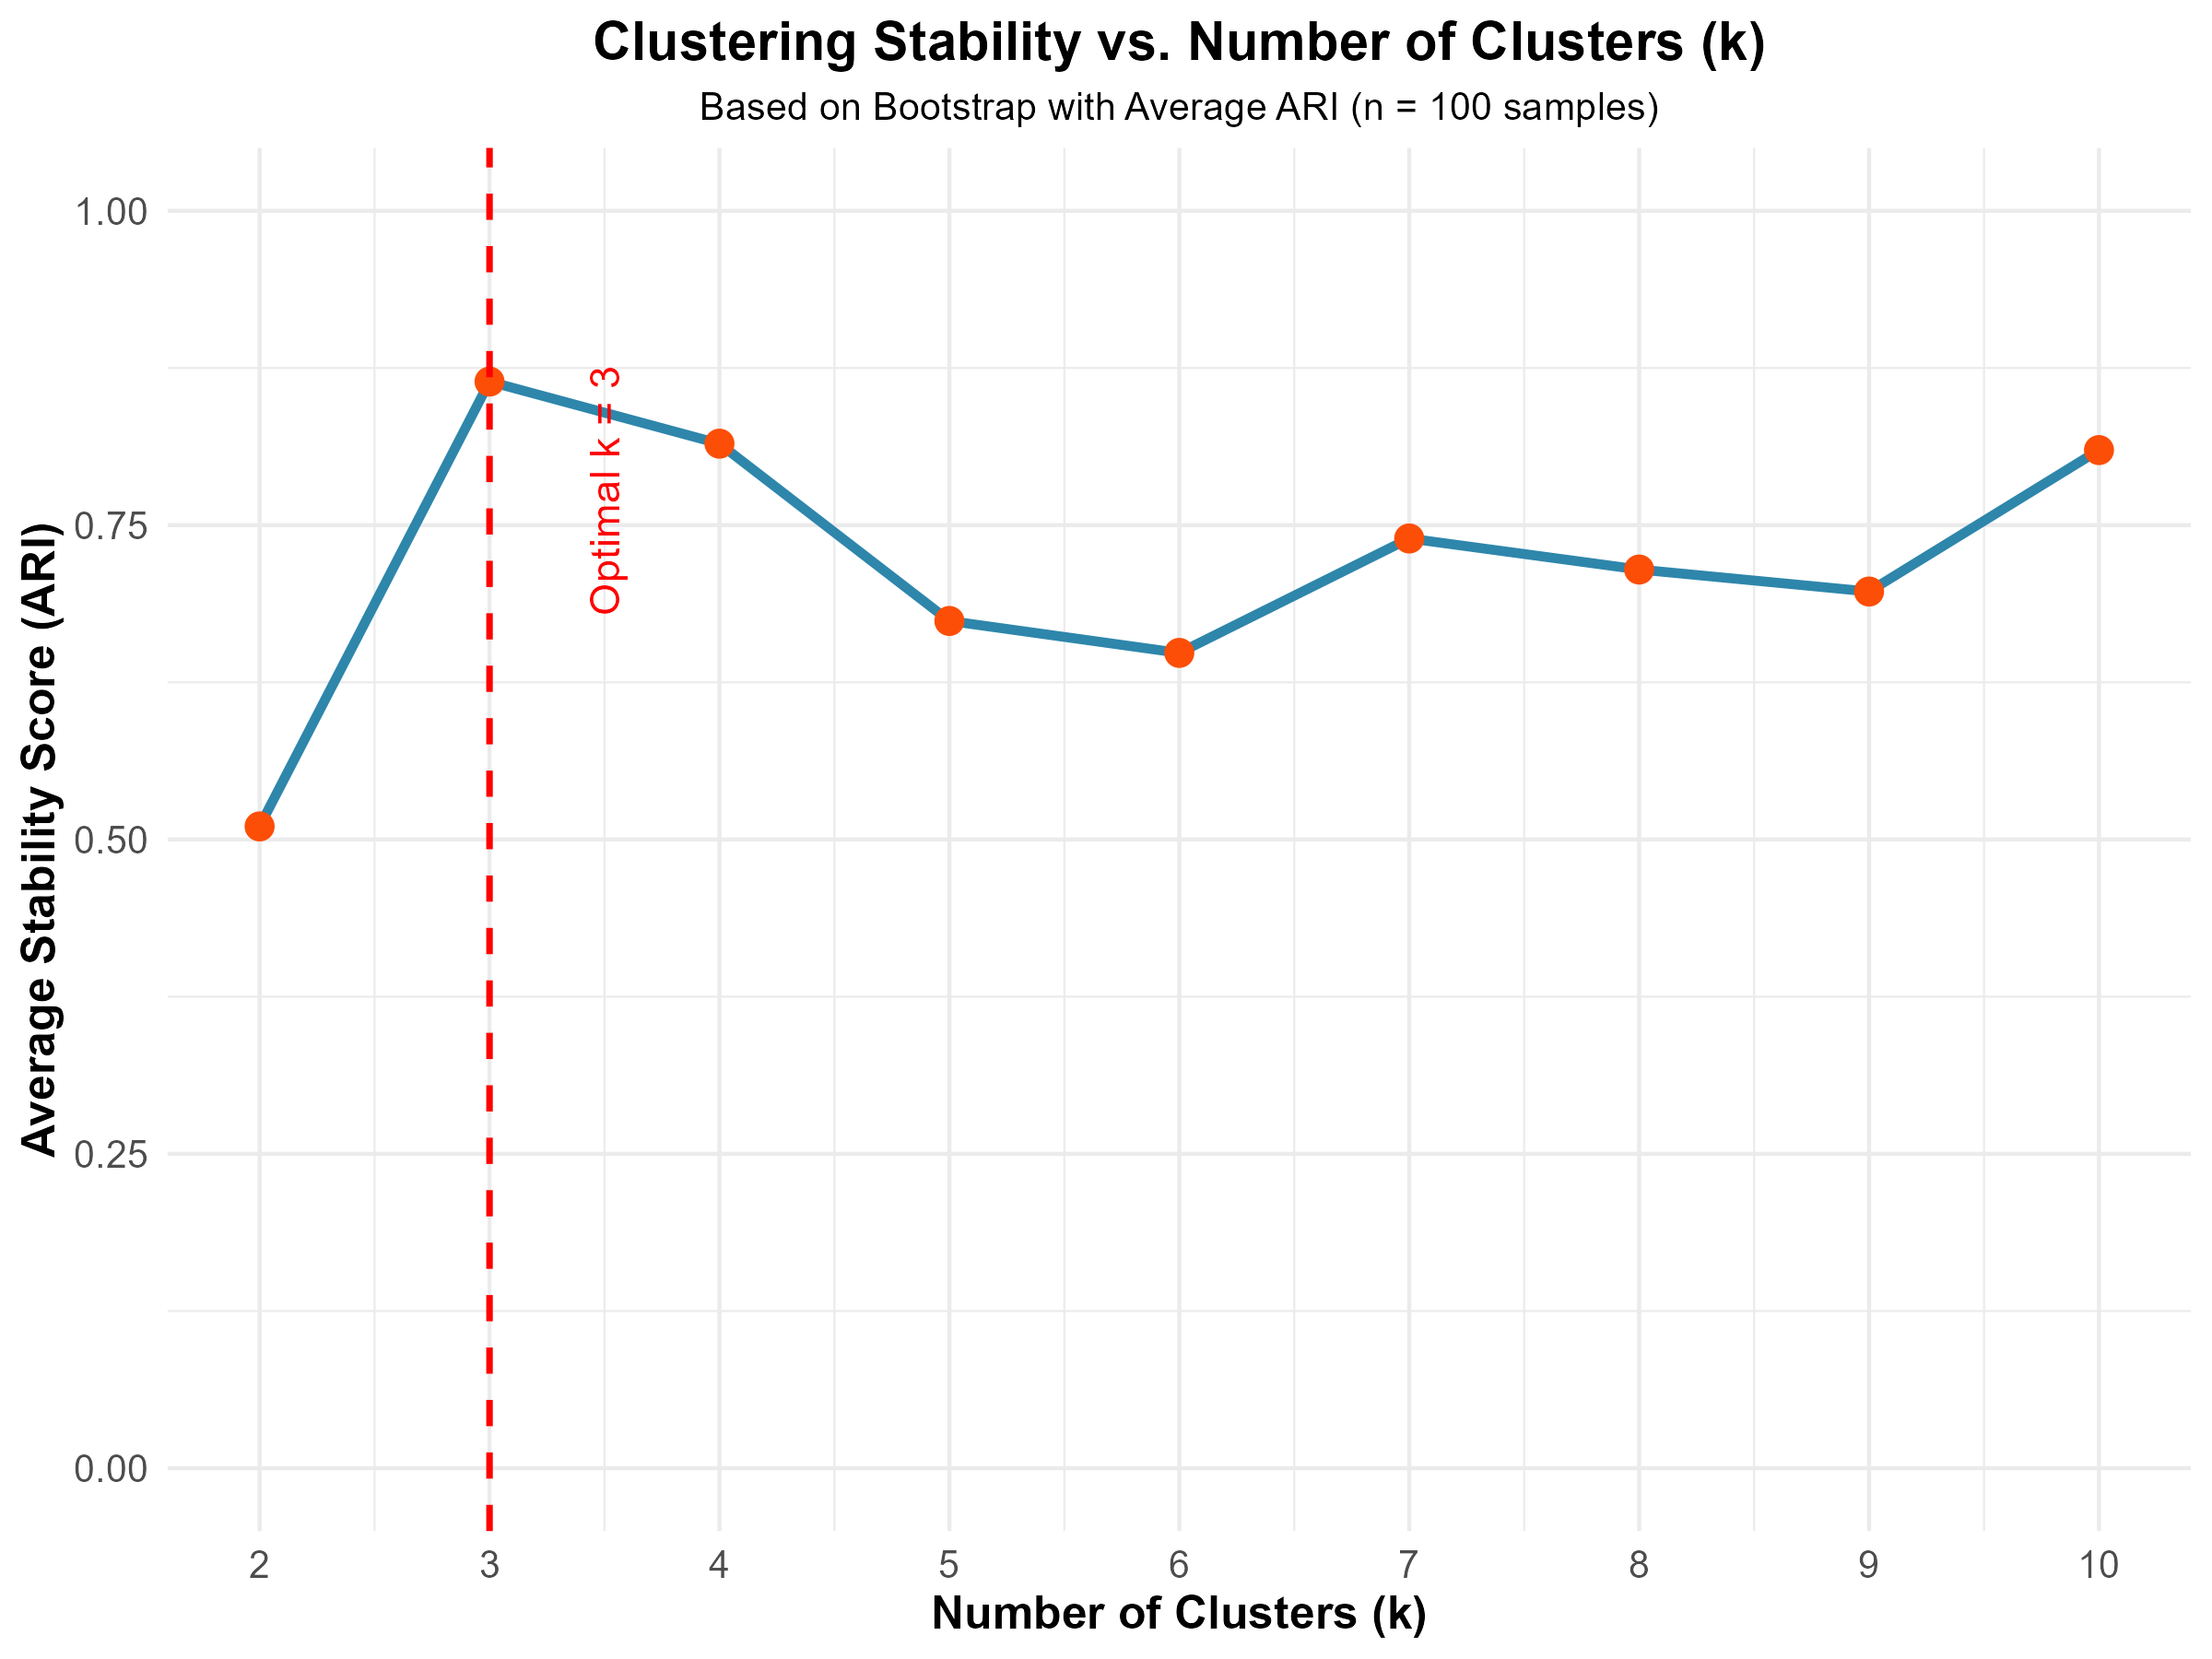 Clustering Stability vs. Number of Clusters (k)
Based on Bootstrap with Average ARI (n = 100 samples)
Average Stability Score (ARI)
1.00
0.75
0.50
0.25
0.00
Optimal k = 3
2 3 4 5 6 7 8 9 10
Number of Clusters (k)